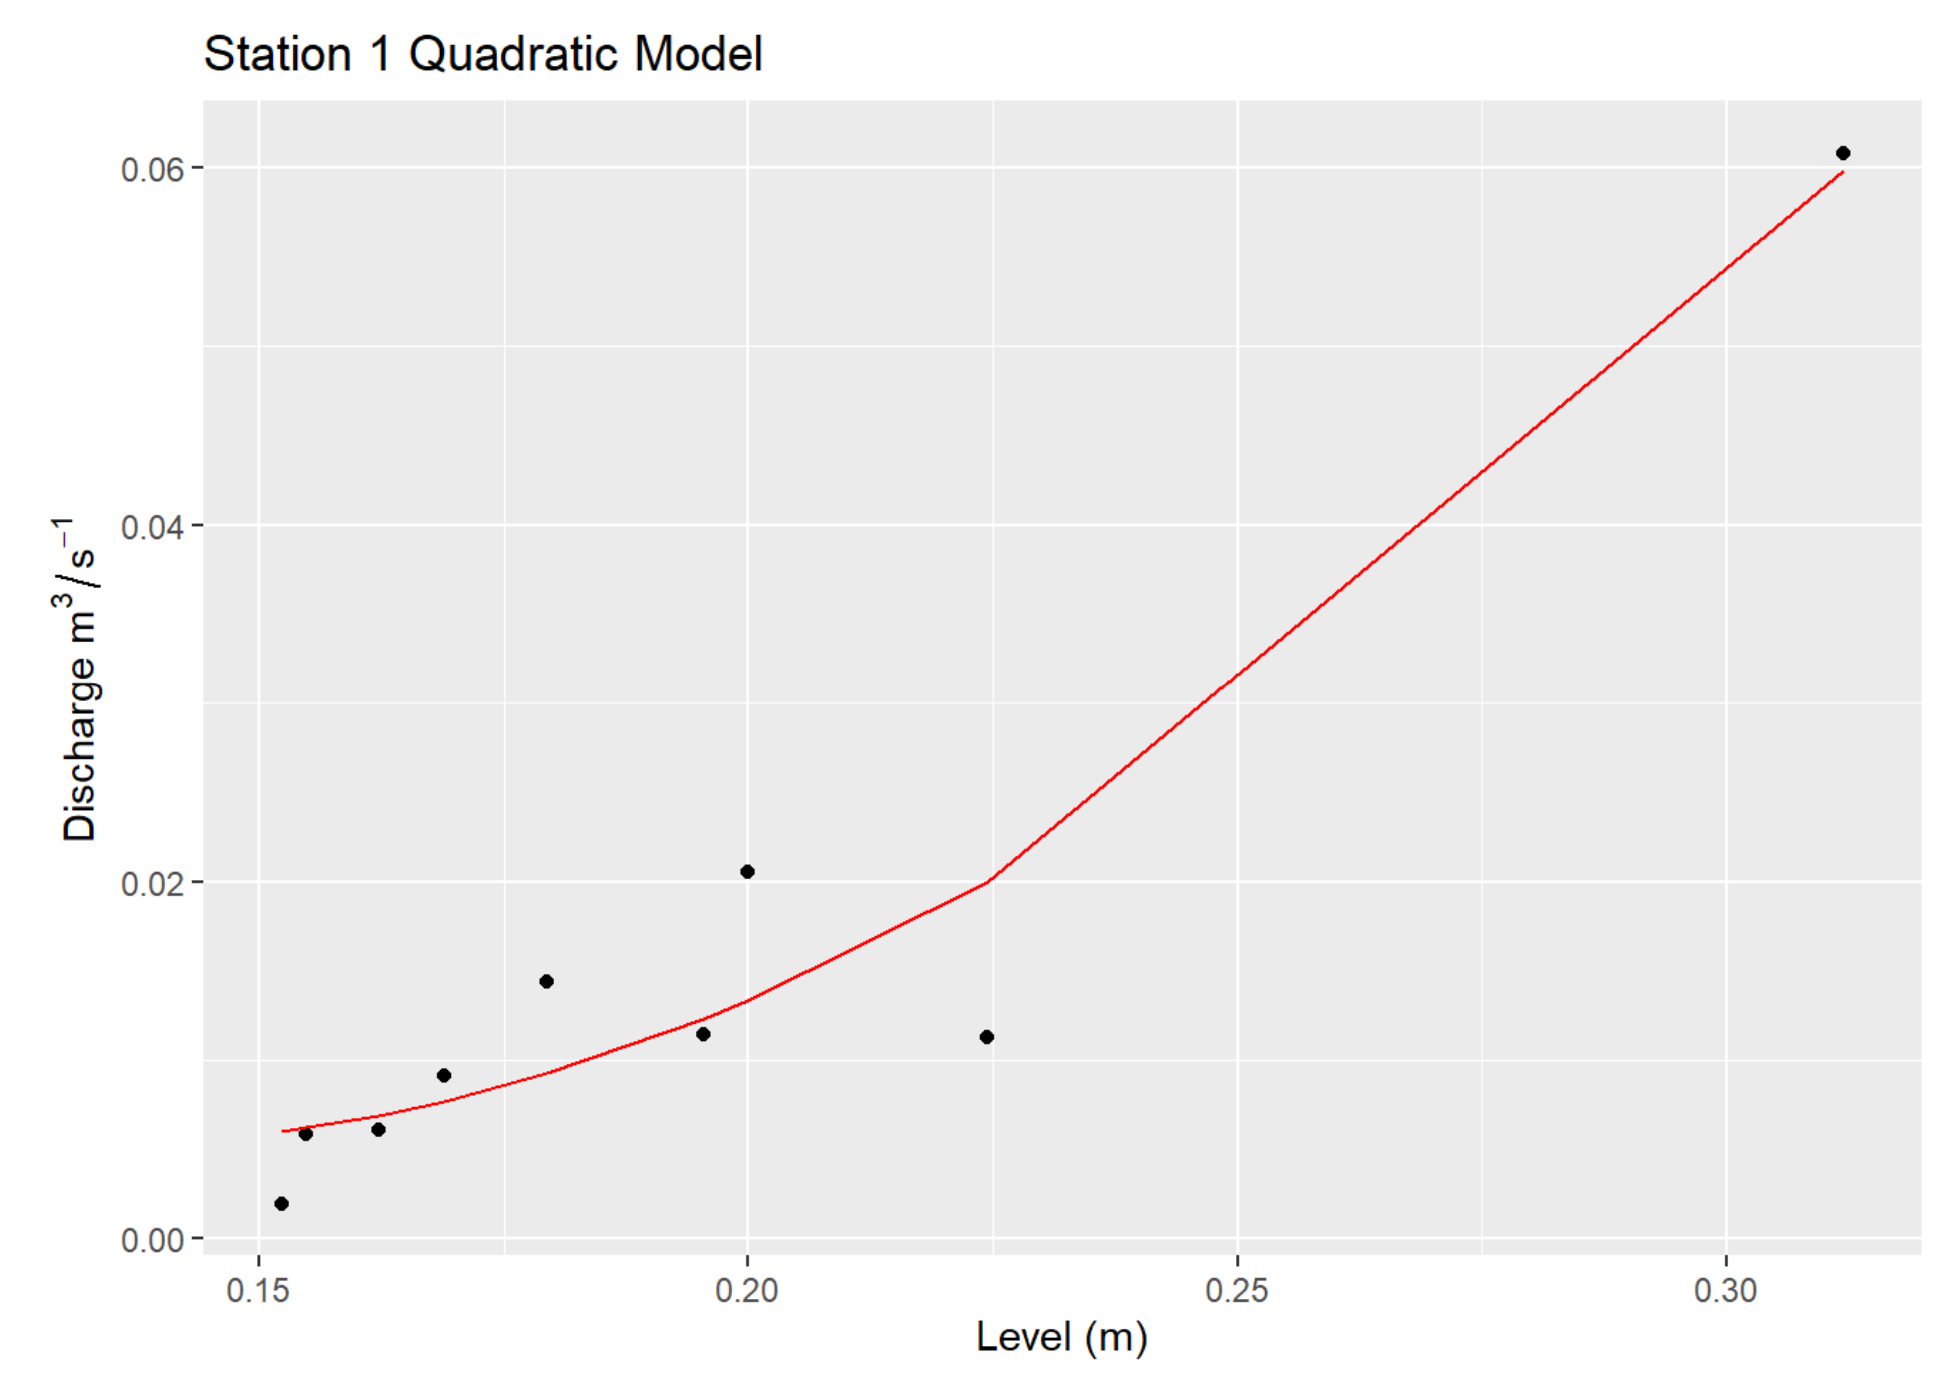 Station 1 Quadratic Model
Discharge m³/s⁻¹
0.06
0.04
0.02
0.00
0.15 0.20 0.25 0.30
Level (m)